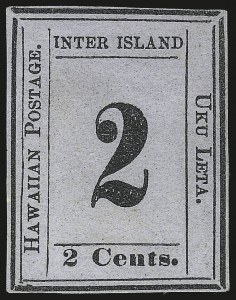 INTER ISLAND
HAWAIIAN POSTAGE.
2
UKU LETA.
2 Cents.